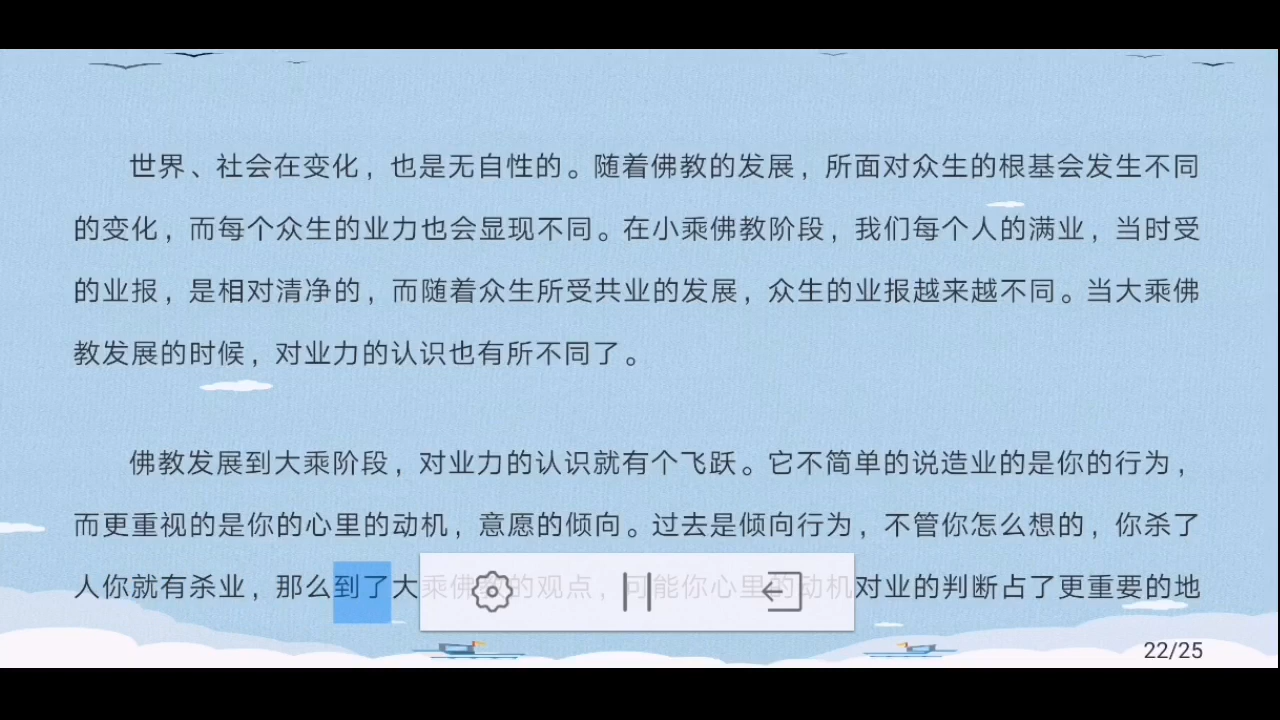 世界、社会在变化，也是无自性的。随着佛教的发展，所面对众生的根基会发生不同
的变化，而每个众生的业力也会显现不同。在小乘佛教阶段，我们每个人的满业，当时受
的业报，是相对清净的，而随着众生所受共业的发展，众生的业报越来越不同。当大乘佛
教发展的时候，对业力的认识也有所不同了。
佛教发展到大乘阶段，对业力的认识就有个飞跃。它不简单的说造业的是你的行为，
而更重视的是你的心里的动机，意愿的倾向。过去是倾向行为，不管你怎么想的，你杀了
人你就有杀业，那么到了大乘佛教的观点，可能你心里的动机对业的判断占了更重要的地
22/25